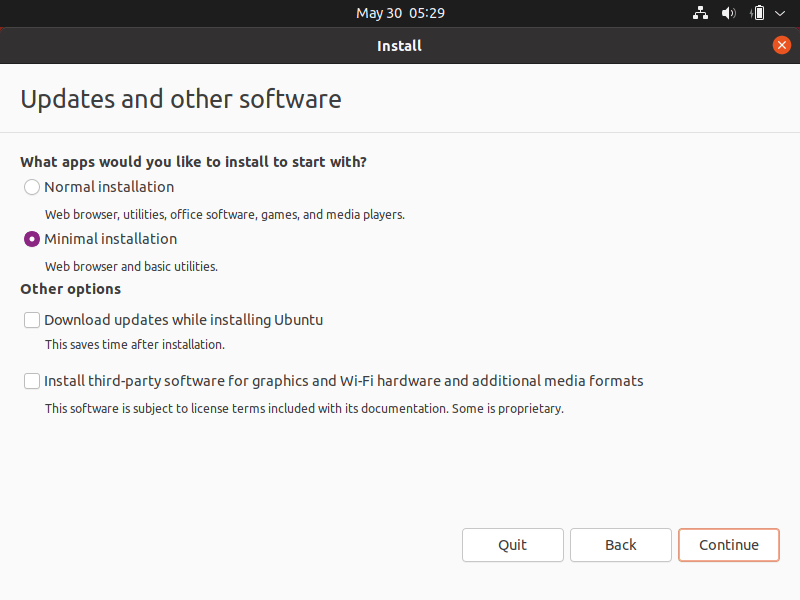 May 30 05:29
Install
Updates and other software
What apps would you like to install to start with?
Normal installation
Web browser, utilities, office software, games, and media players.
Minimal installation
Web browser and basic utilities.
Other options
Download updates while installing Ubuntu
This saves time after installation.
Install third-party software for graphics and Wi-Fi hardware and additional media formats
This software is subject to license terms included with its documentation. Some is proprietary.
Quit Back Continue